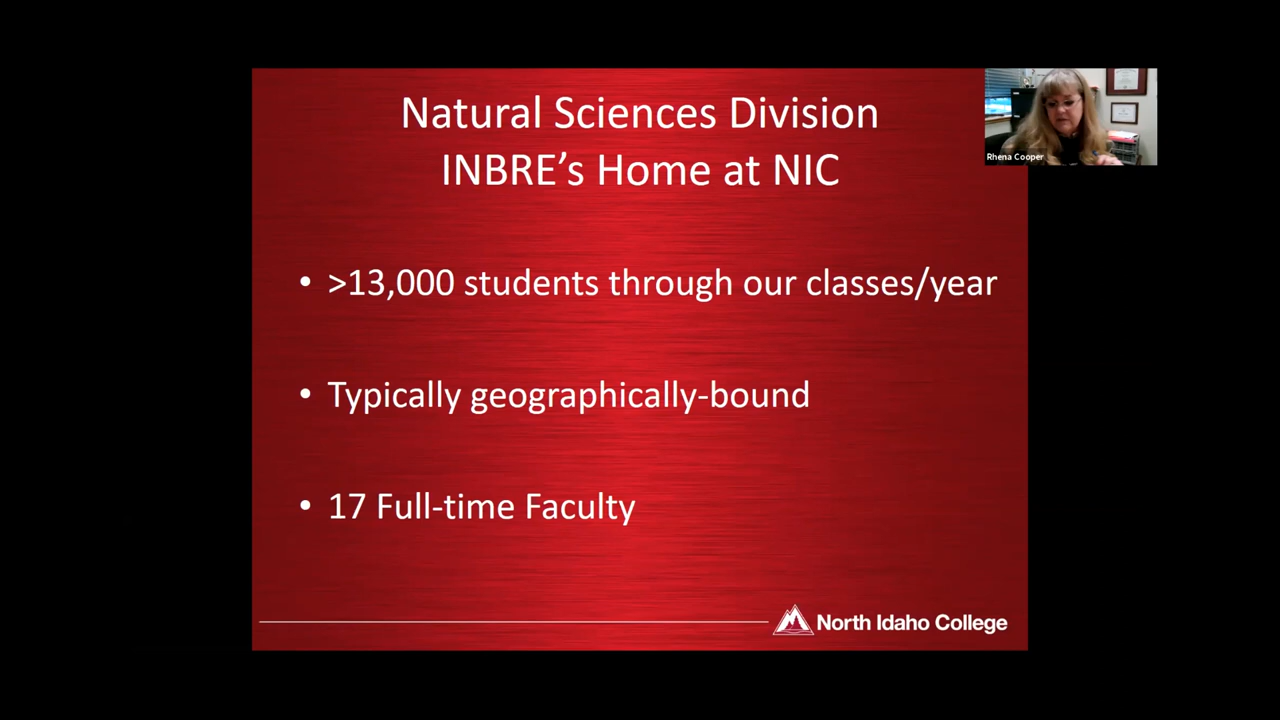 Natural Sciences Division
INBRE’s Home at NIC
Rhena Cooper
• >13,000 students through our classes/year
• Typically geographically-bound
• 17 Full-time Faculty
North Idaho College